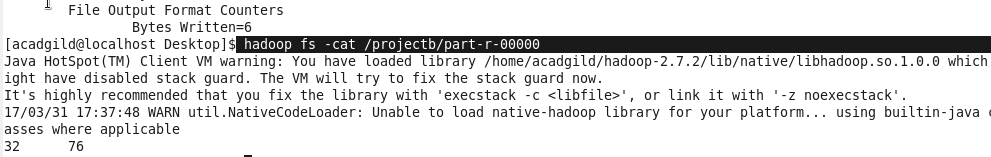 File Output Format Counters
Bytes Written=6
[acadgild@localhost Desktop]$ hadoop fs -cat /projectb/part-r-00000
Java HotSpot(TM) Client VM warning: You have loaded library /home/acadgild/hadoop-2.7.2/lib/native/libhadoop.so.1.0.0 which
ight have disabled stack guard. The VM will try to fix the stack guard now.
It's highly recommended that you fix the library with 'execstack -c <libfile>', or link it with '-z noexecstack'.
17/03/31 17:37:48 WARN util.NativeCodeLoader: Unable to load native-hadoop library for your platform... using builtin-java
asses where applicable
32 76